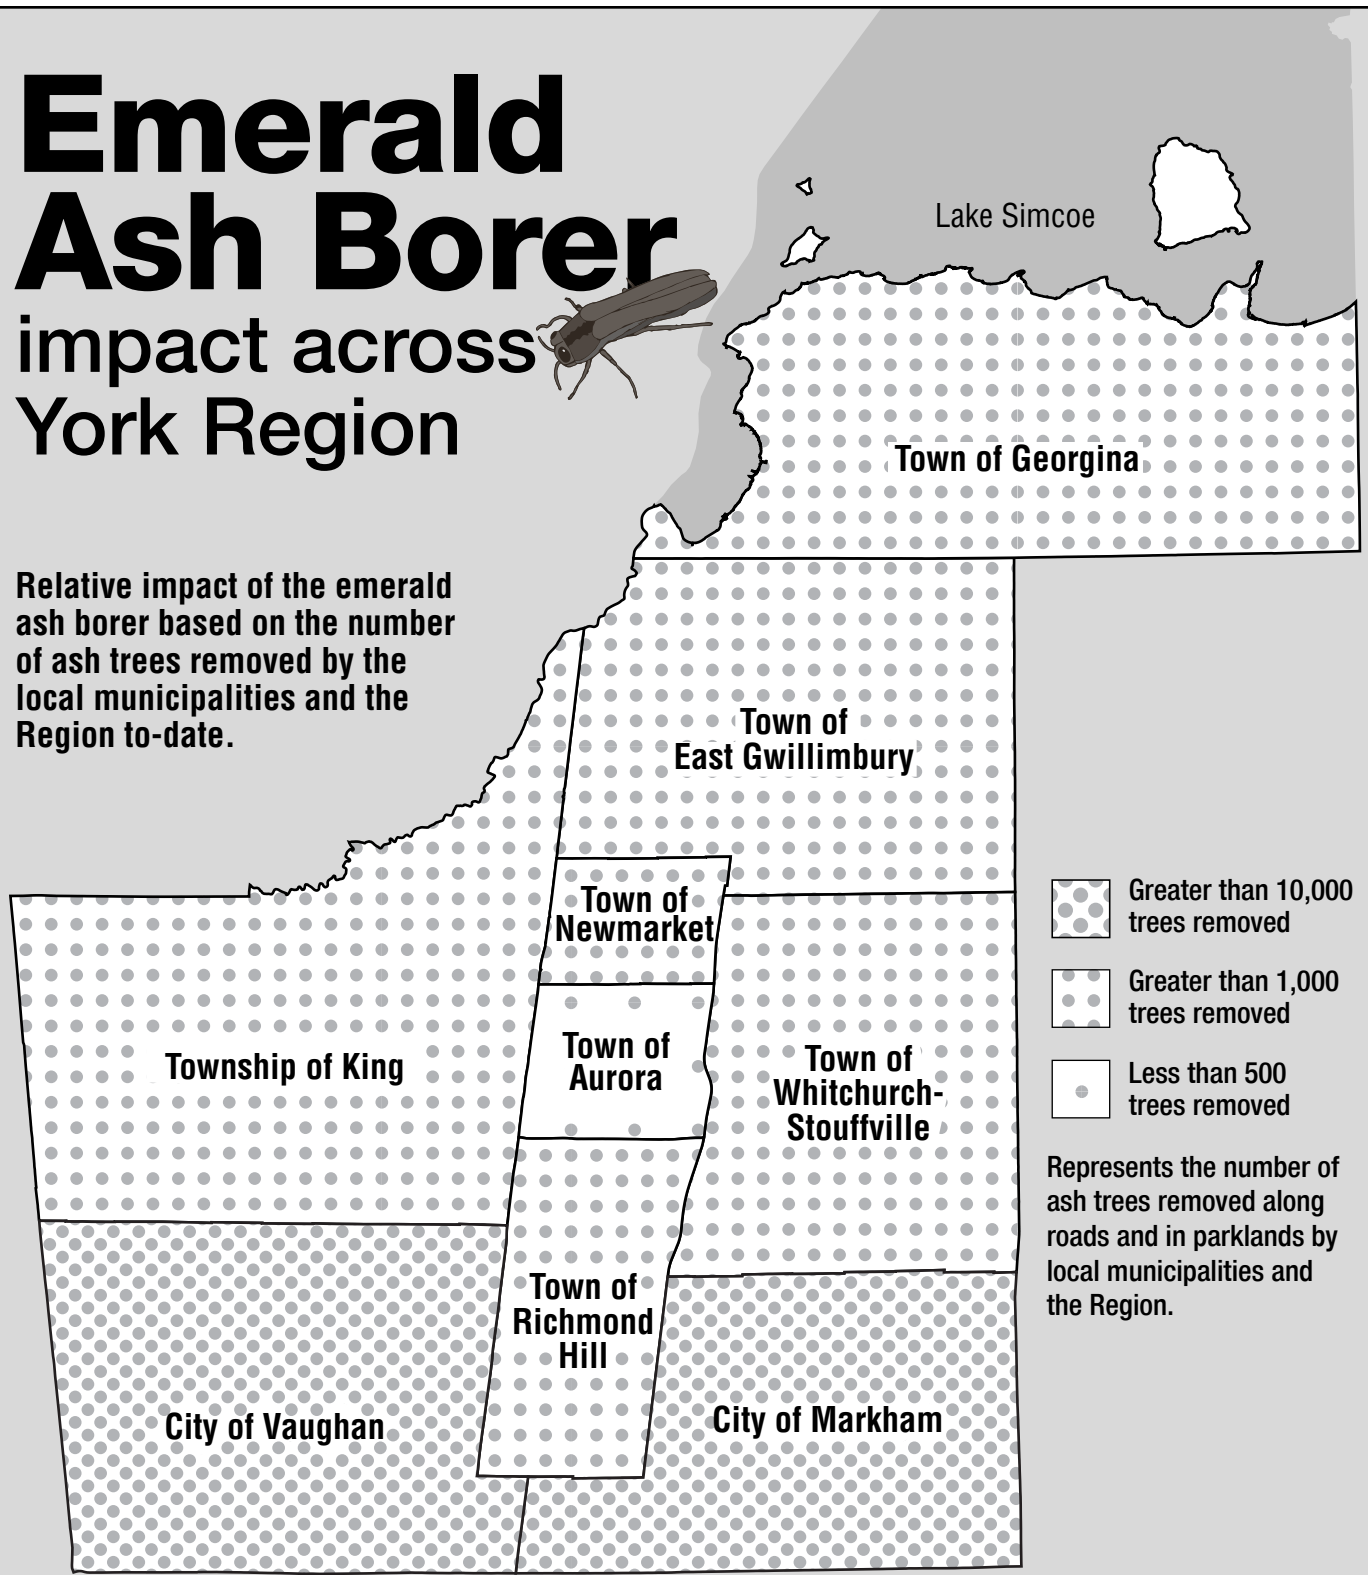 Emerald
Ash Borer
impact across
York Region
Relative impact of the emerald
ash borer based on the number
of ash trees removed by the
local municipalities and the
Region to-date.
Lake Simcoe
Town of Georgina
Town of
East Gwillimbury
Town of
Newmarket
Township of King
Town of
Aurora
Town of
Whitchurch-
Stouffville
Town of
Richmond
Hill
City of Vaughan
City of Markham
Greater than 10,000
trees removed
Greater than 1,000
trees removed
Less than 500
trees removed
Represents the number of
ash trees removed along
roads and in parklands by
local municipalities and
the Region.